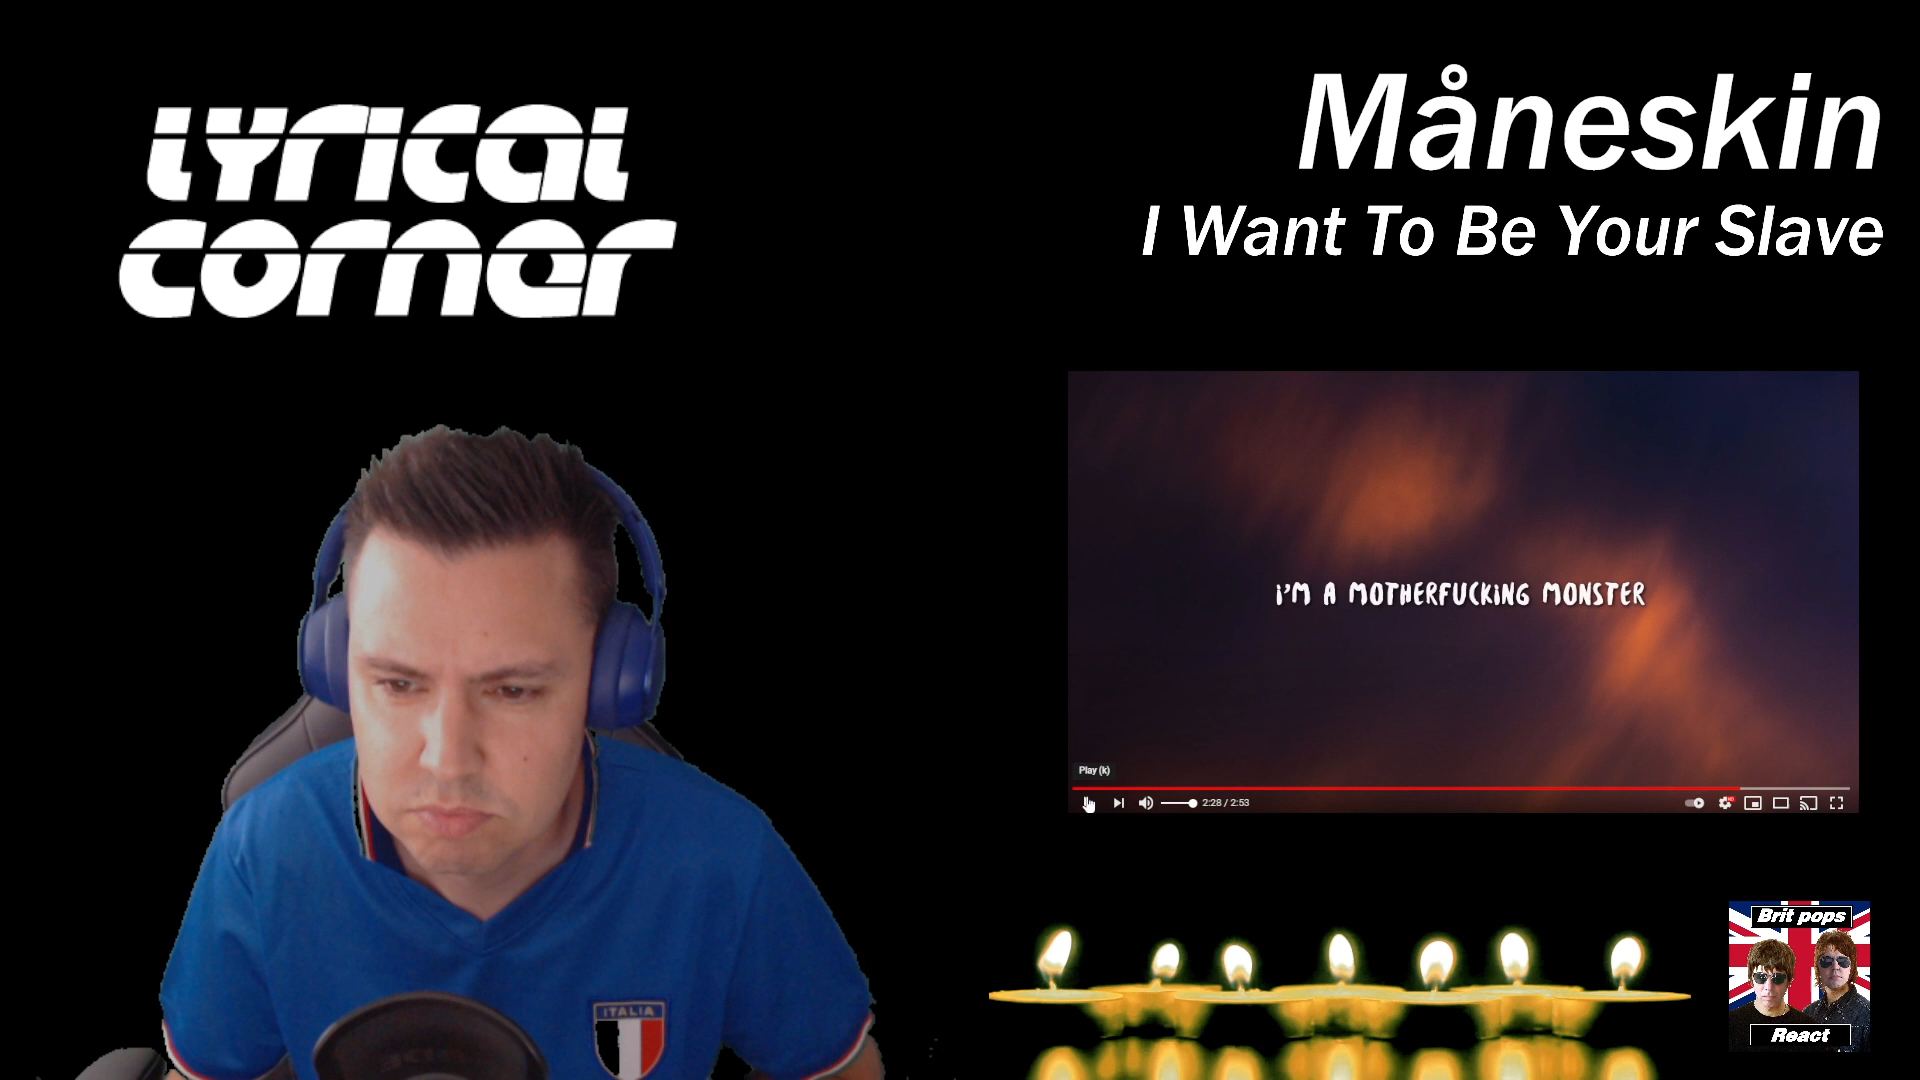 Lyrical
corner
Måneskin
I Want To Be Your Slave
I'M A MOTHERFUCKING MONSTER
Play (k)
2:28 / 2:53
HD
ITALIA
Brit pops
React